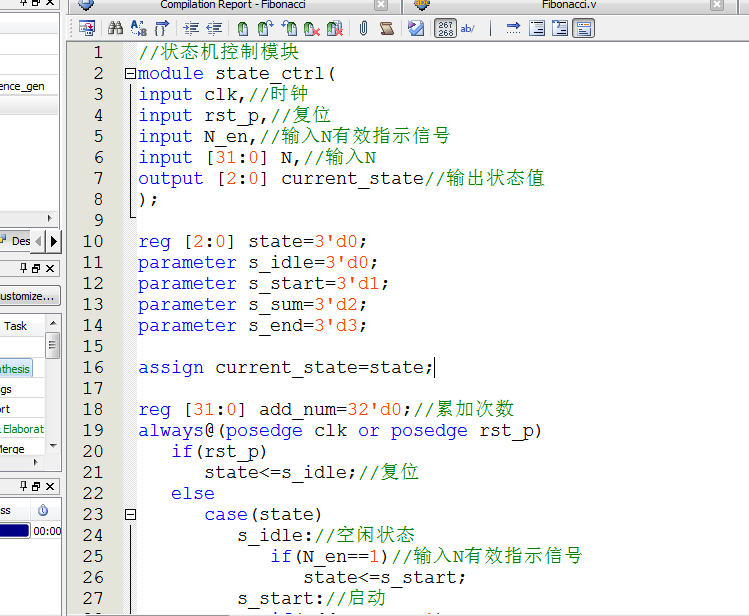 Compilation Report - Fibonacci
Fibonacci.v
267
268
ab/
ence_gen
Des
ustomize...
Task
thesis
gs
rt
Elaborat
Merge
ss
00:00
1 //状态机控制模块
2 module state_ctrl(
3 input clk,//时钟
4 input rst_p,//复位
5 input N_en,//输入N有效指示信号
6 input [31:0] N,//输入N
7 output [2:0] current_state//输出状态值
8 );
9
10 reg [2:0] state=3'd0;
11 parameter s_idle=3'd0;
12 parameter s_start=3'd1;
13 parameter s_sum=3'd2;
14 parameter s_end=3'd3;
15
16 assign current_state=state;
17
18 reg [31:0] add_num=32'd0;//累加次数
19 always@(posedge clk or posedge rst_p)
20 if(rst_p)
21 state<=s_idle;//复位
22 else
23 case(state)
24 s_idle://空闲状态
25 if(N_en==1)//输入N有效指示信号
26 state<=s_start;
27 s_start://启动